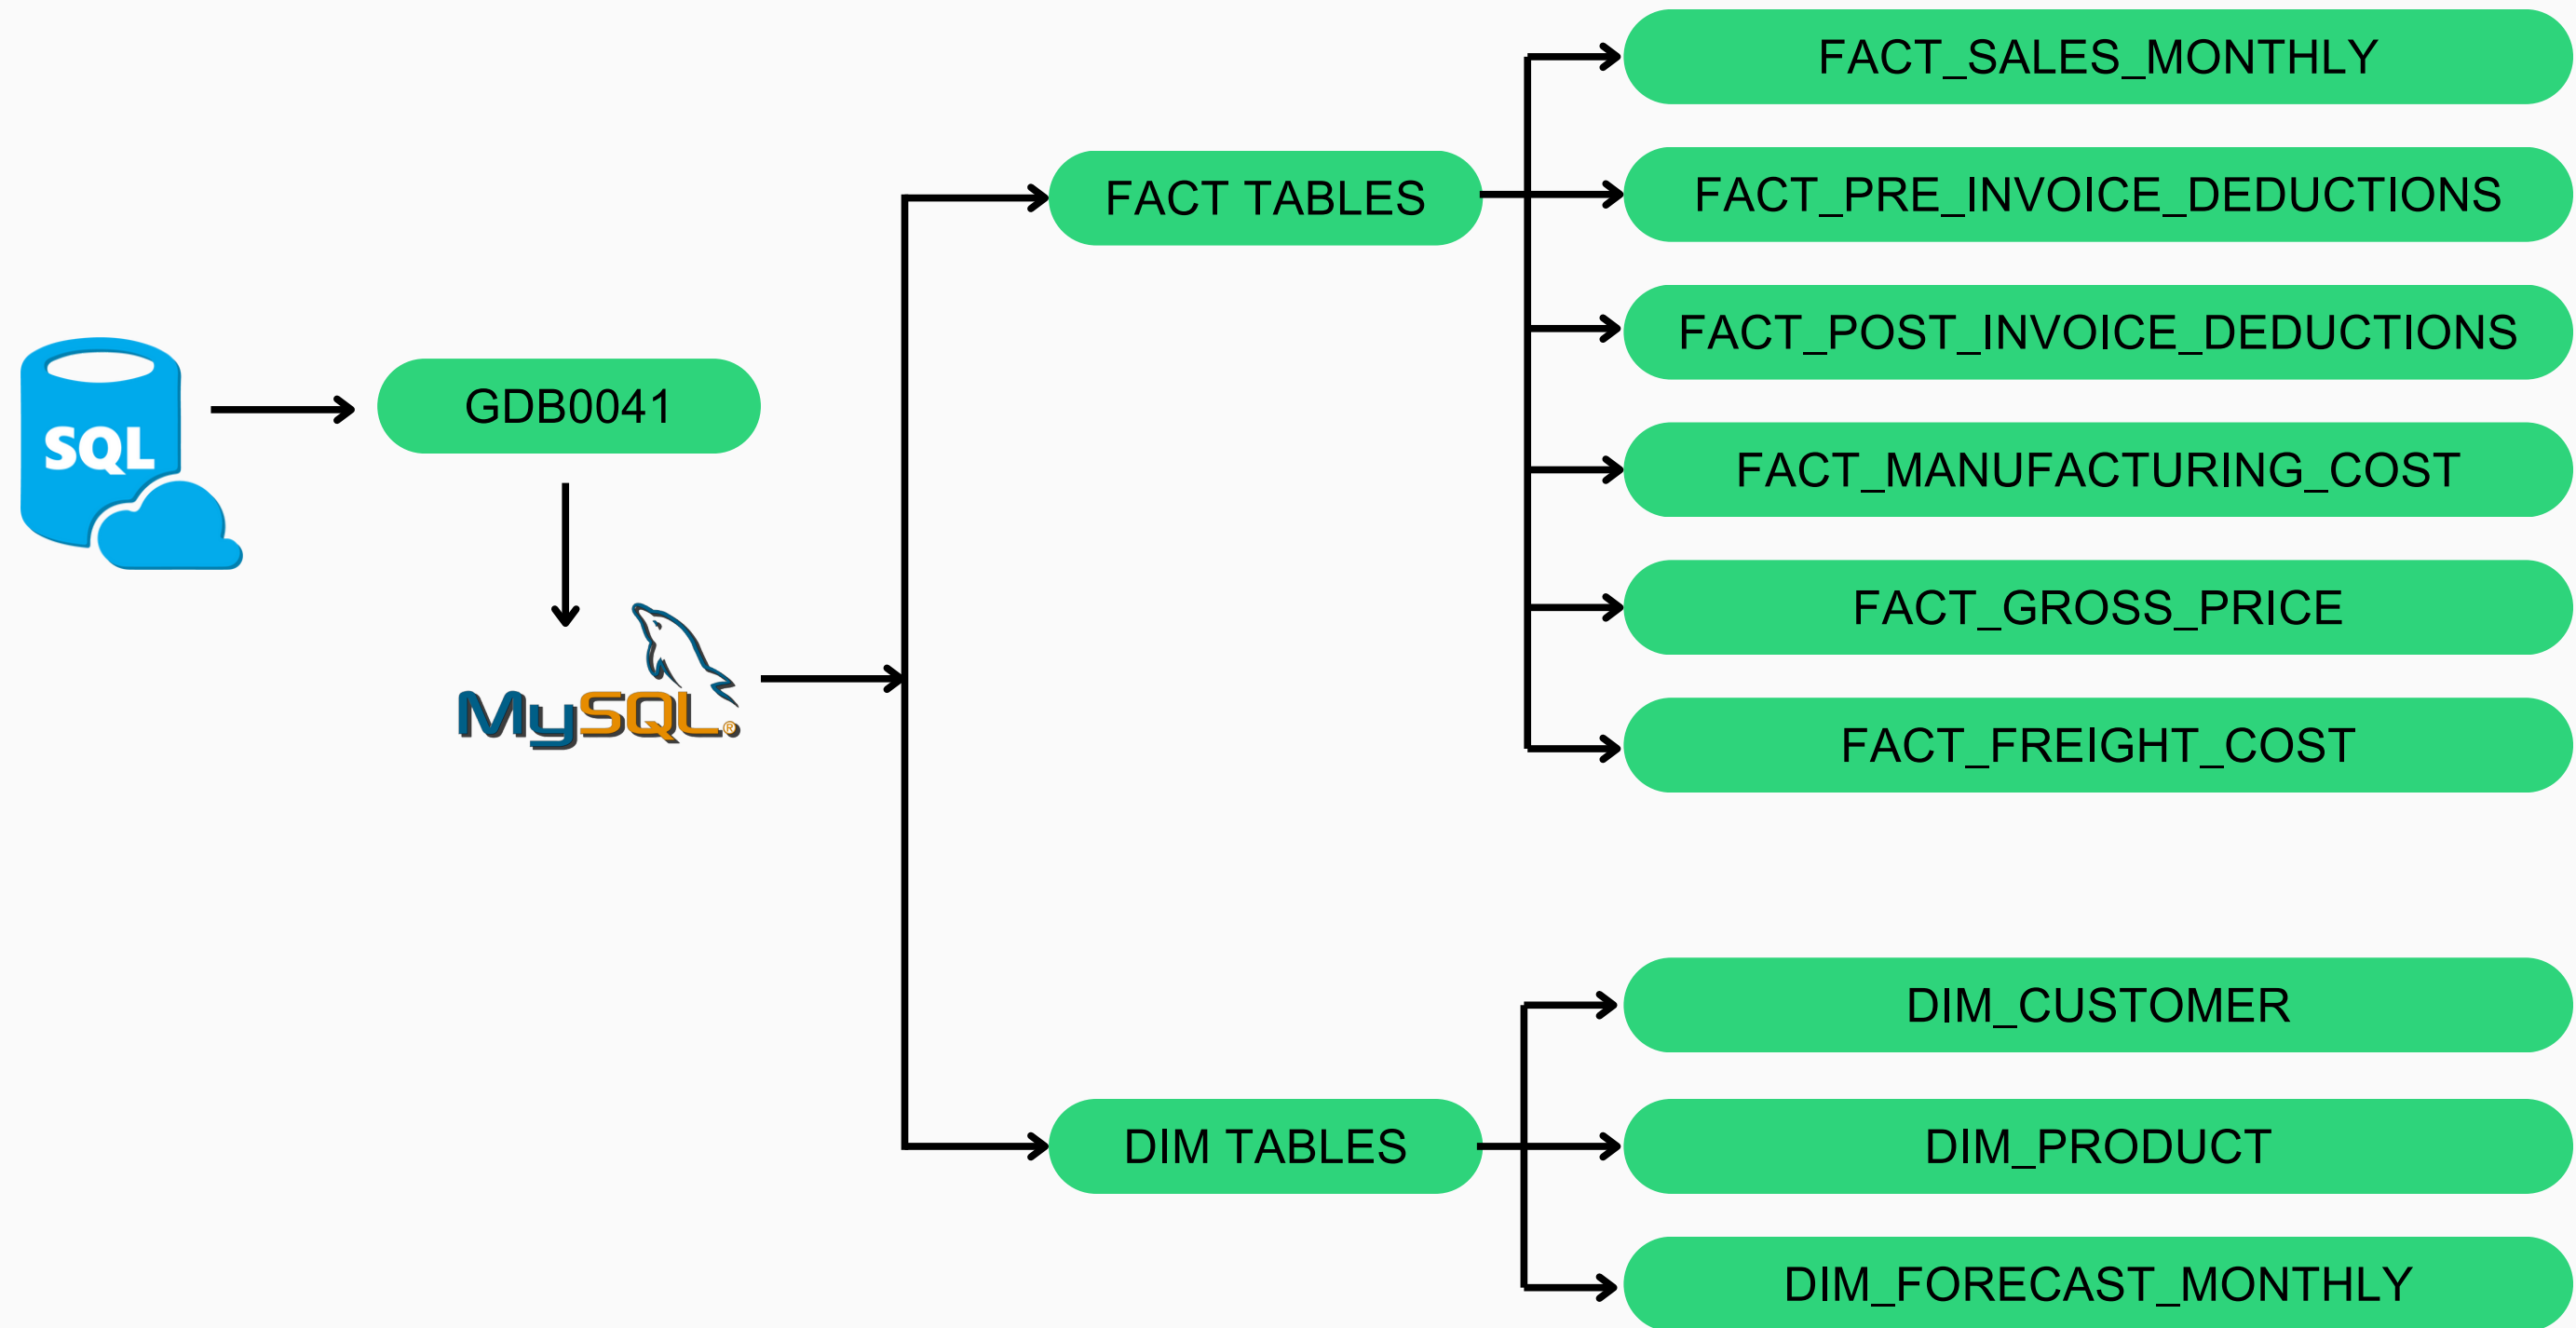 SQL
GDB0041
MySQL®
FACT TABLES
FACT_SALES_MONTHLY
FACT_PRE_INVOICE_DEDUCTIONS
FACT_POST_INVOICE_DEDUCTIONS
FACT_MANUFACTURING_COST
FACT_GROSS_PRICE
FACT_FREIGHT_COST
DIM TABLES
DIM_CUSTOMER
DIM_PRODUCT
DIM_FORECAST_MONTHLY